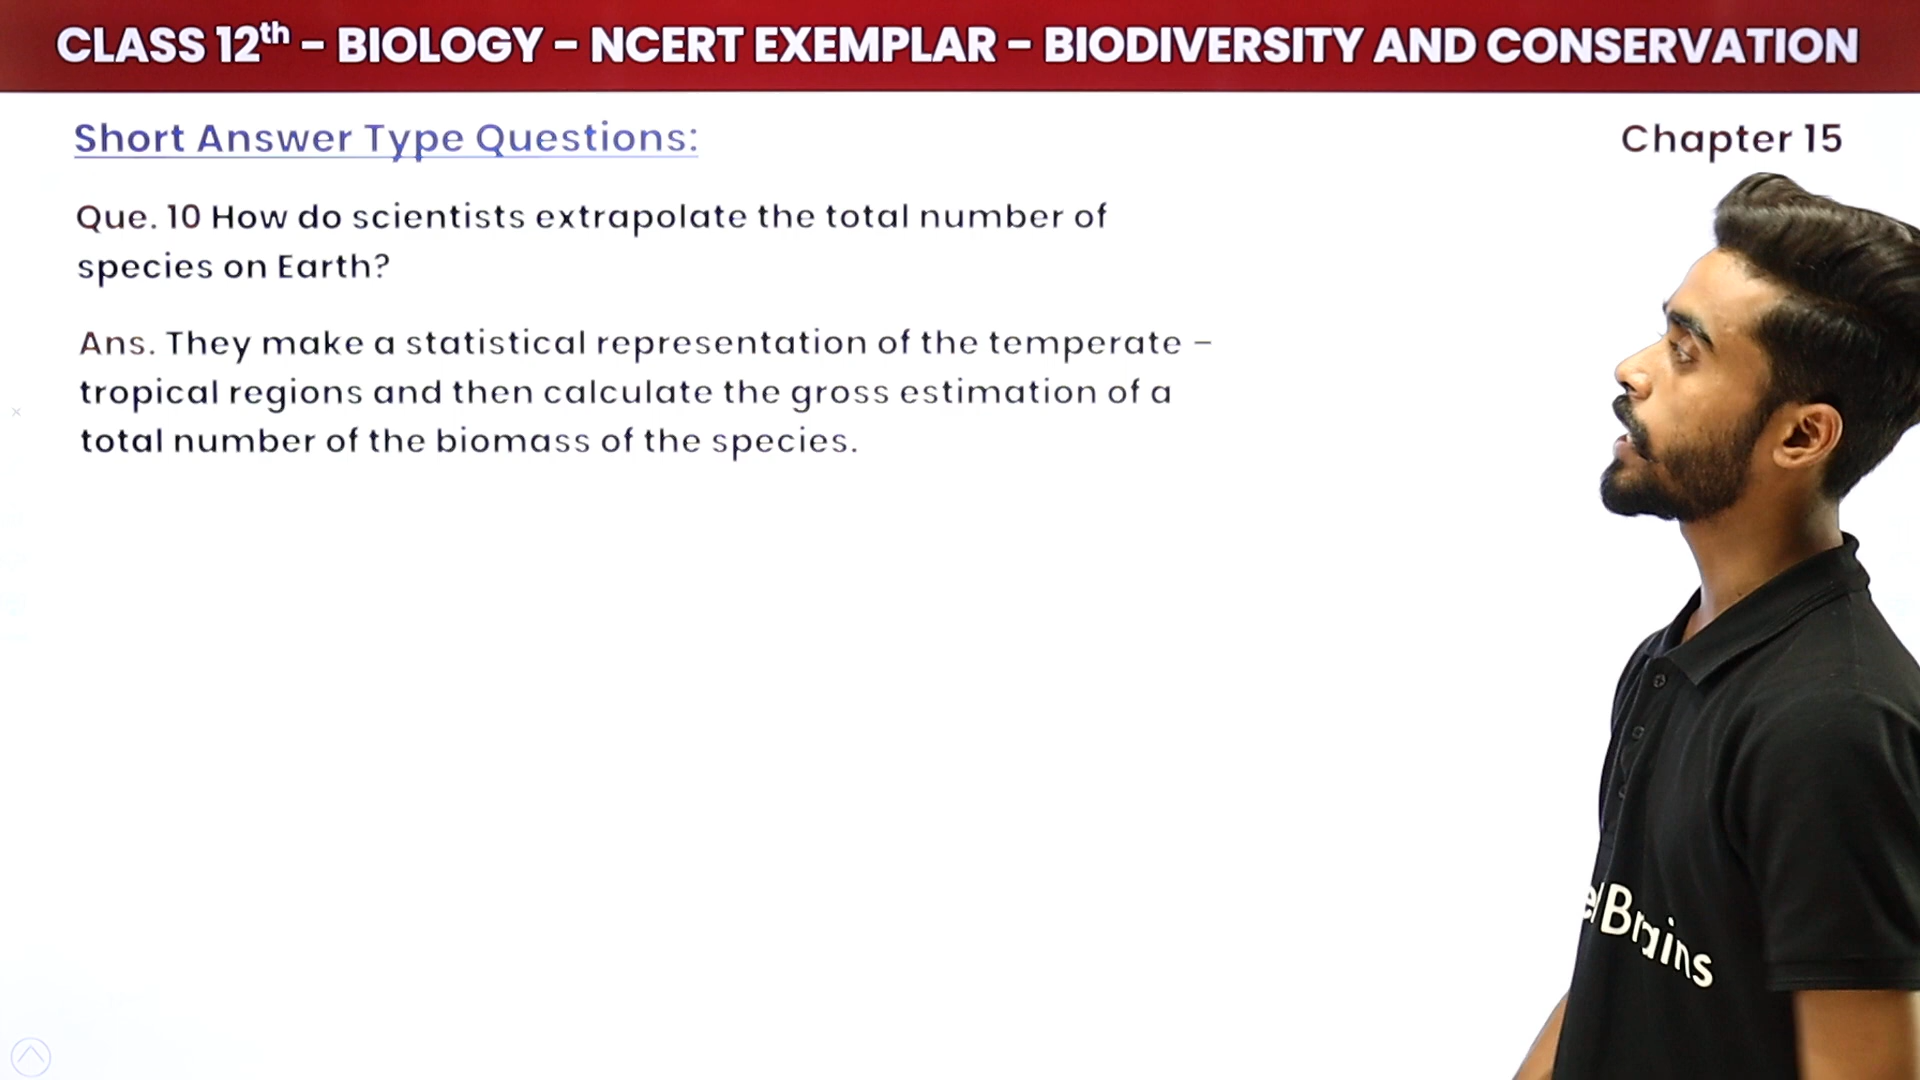 CLASS 12th – BIOLOGY – NCERT EXEMPLAR – BIODIVERSITY AND CONSERVATION
Short Answer Type Questions:
Chapter 15
Que. 10 How do scientists extrapolate the total number of
species on Earth?
Ans. They make a statistical representation of the temperate –
tropical regions and then calculate the gross estimation of a
total number of the biomass of the species.
Brains